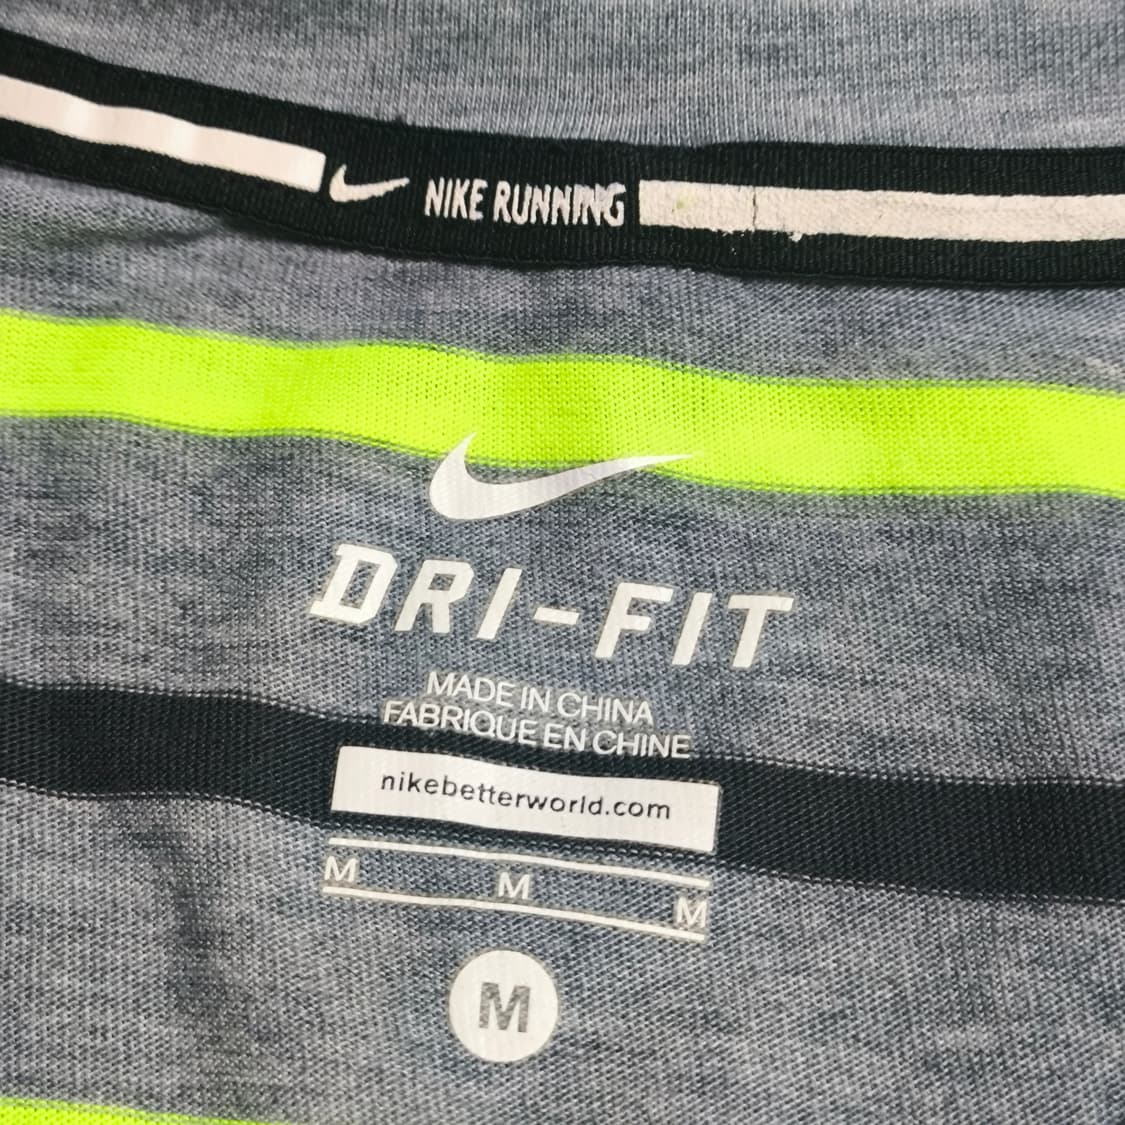 NIKE RUNNING
DRI-FIT
MADE IN CHINA
FABRIQUE EN CHINE
nikebetterworld.com
M M M
M